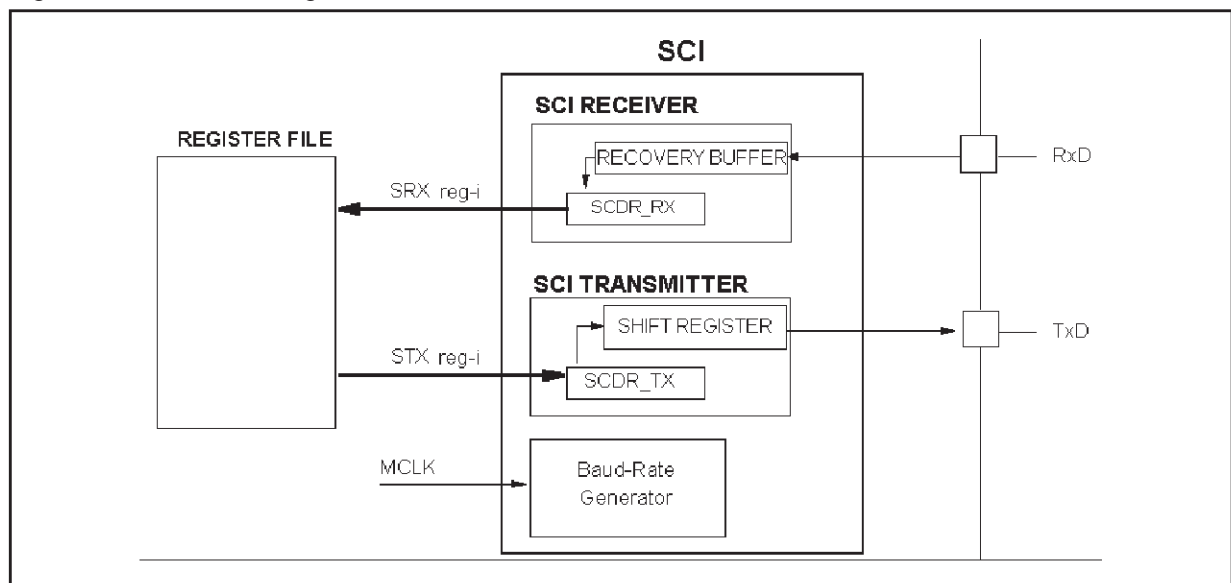 SCI
SCI RECEIVER
REGISTER FILE
RECOVERY BUFFER
RxD
SRX reg-i
SCDR_RX
SCI TRANSMITTER
SHIFT REGISTER
TxD
STX reg-i
SCDR_TX
MCLK
Baud-Rate
Generator